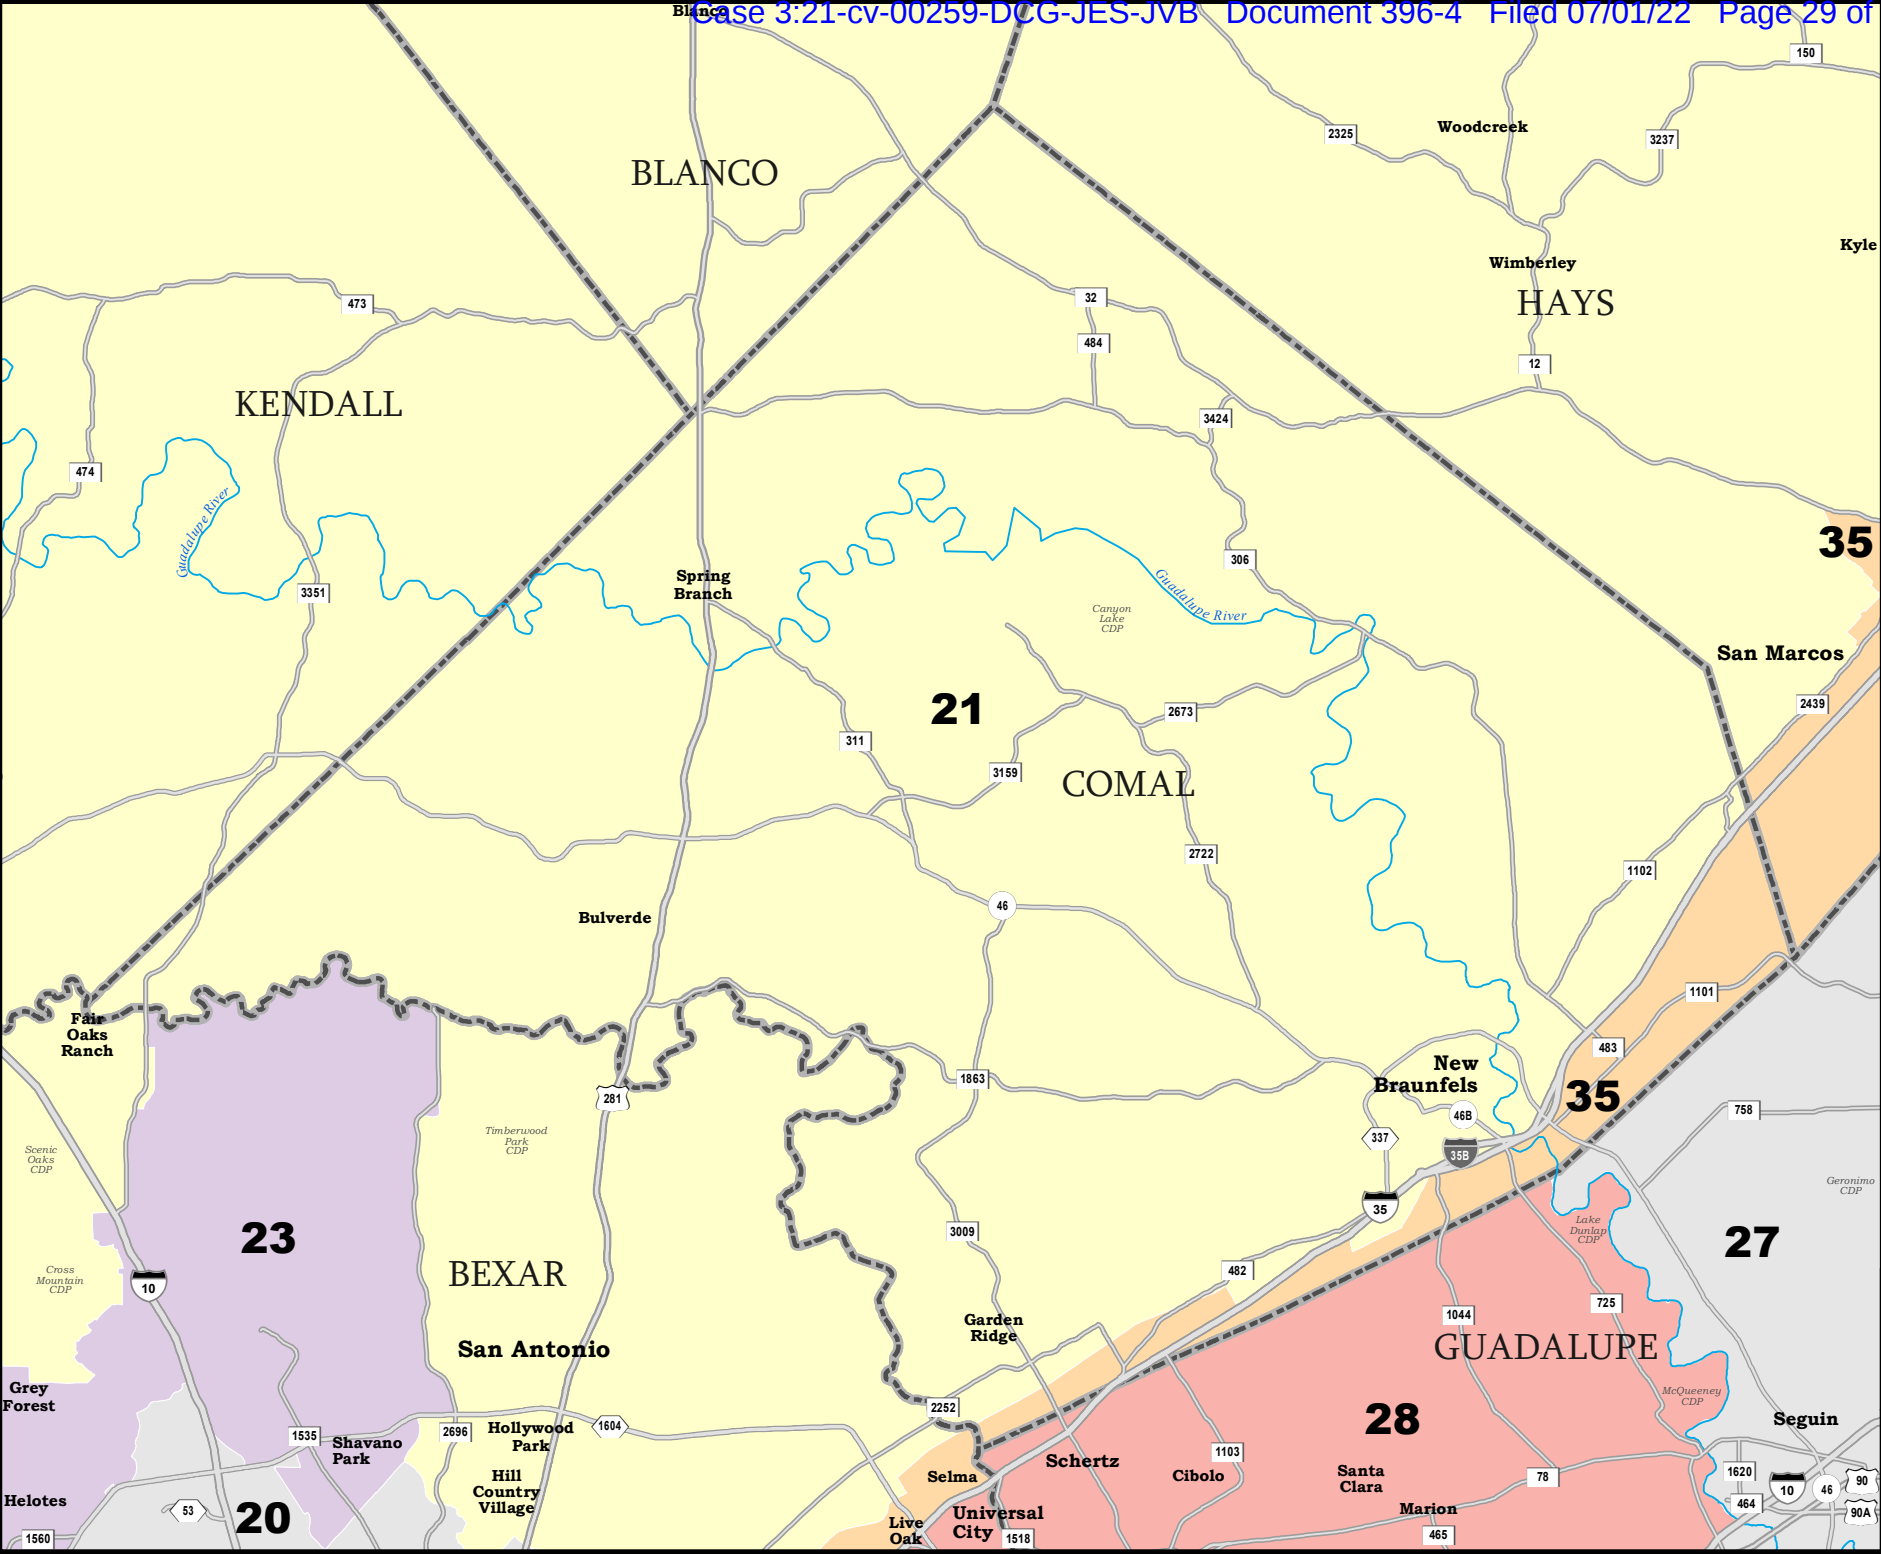 Case 3:21-cv-00259-DCG-JES-JVB Document 396-4 Filed 07/01/22 Page 29 of
Blanco
150
2325
Woodcreek
3237
BLANCO
Kyle
Wimberley
HAYS
32
473
484
12
KENDALL
3424
474
Guadalupe River
35
306
Spring
Branch
3351
Guadalupe River
Canyon
Lake
CDP
San Marcos
2439
21
2673
311
3159
COMAL
2722
1102
46
Bulverde
1101
Fair
Oaks
Ranch
483
New
Braunfels
1863
35
281
46B
758
Timberwood
Park
CDP
337
35B
Scenic
Oaks
CDP
Geronimo
CDP
35
Lake
Dunlap
CDP
23
3009
27
BEXAR
482
Cross
Mountain
CDP
10
725
1044
Garden
Ridge
GUADALUPE
San Antonio
Grey
Forest
McQueeney
CDP
2252
28
Seguin
1604
2696
Hollywood
Park
1535
Shavano
Park
1103
Schertz
Selma
Cibolo
Santa
Clara
78
1620
10
46
90
Hill
Country
Village
Helotes
53
20
Universal
City
Marion
464
90A
Live
Oak
1560
1518
465